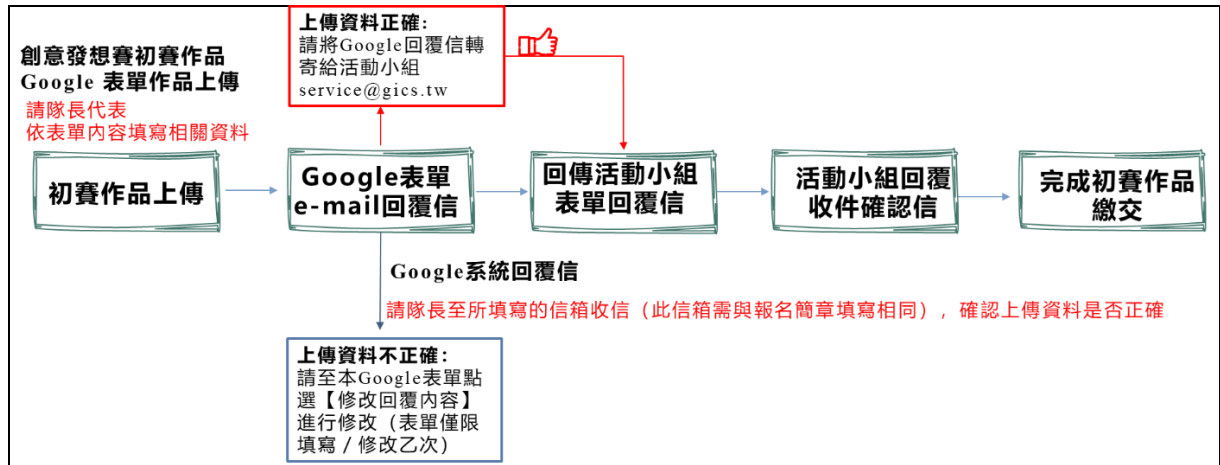 創意發想賽初賽作品
Google 表單作品上傳
請隊長代表
依表單內容填寫相關資料
上傳資料正確：
請將Google回覆信轉
寄給活動小組
service@gics.tw
初賽作品上傳
Google表單
e-mail回覆信
回傳活動小組
表單回覆信
活動小組回覆
收件確認信
完成初賽作品
繳交
Google系統回覆信
請隊長至所填寫的信箱收信（此信箱需與報名簡章填寫相同），確認上傳資料是否正確
上傳資料不正確：
請至本Google表單點
選【修改回覆內容】
進行修改（表單僅限
填寫 / 修改乙次）